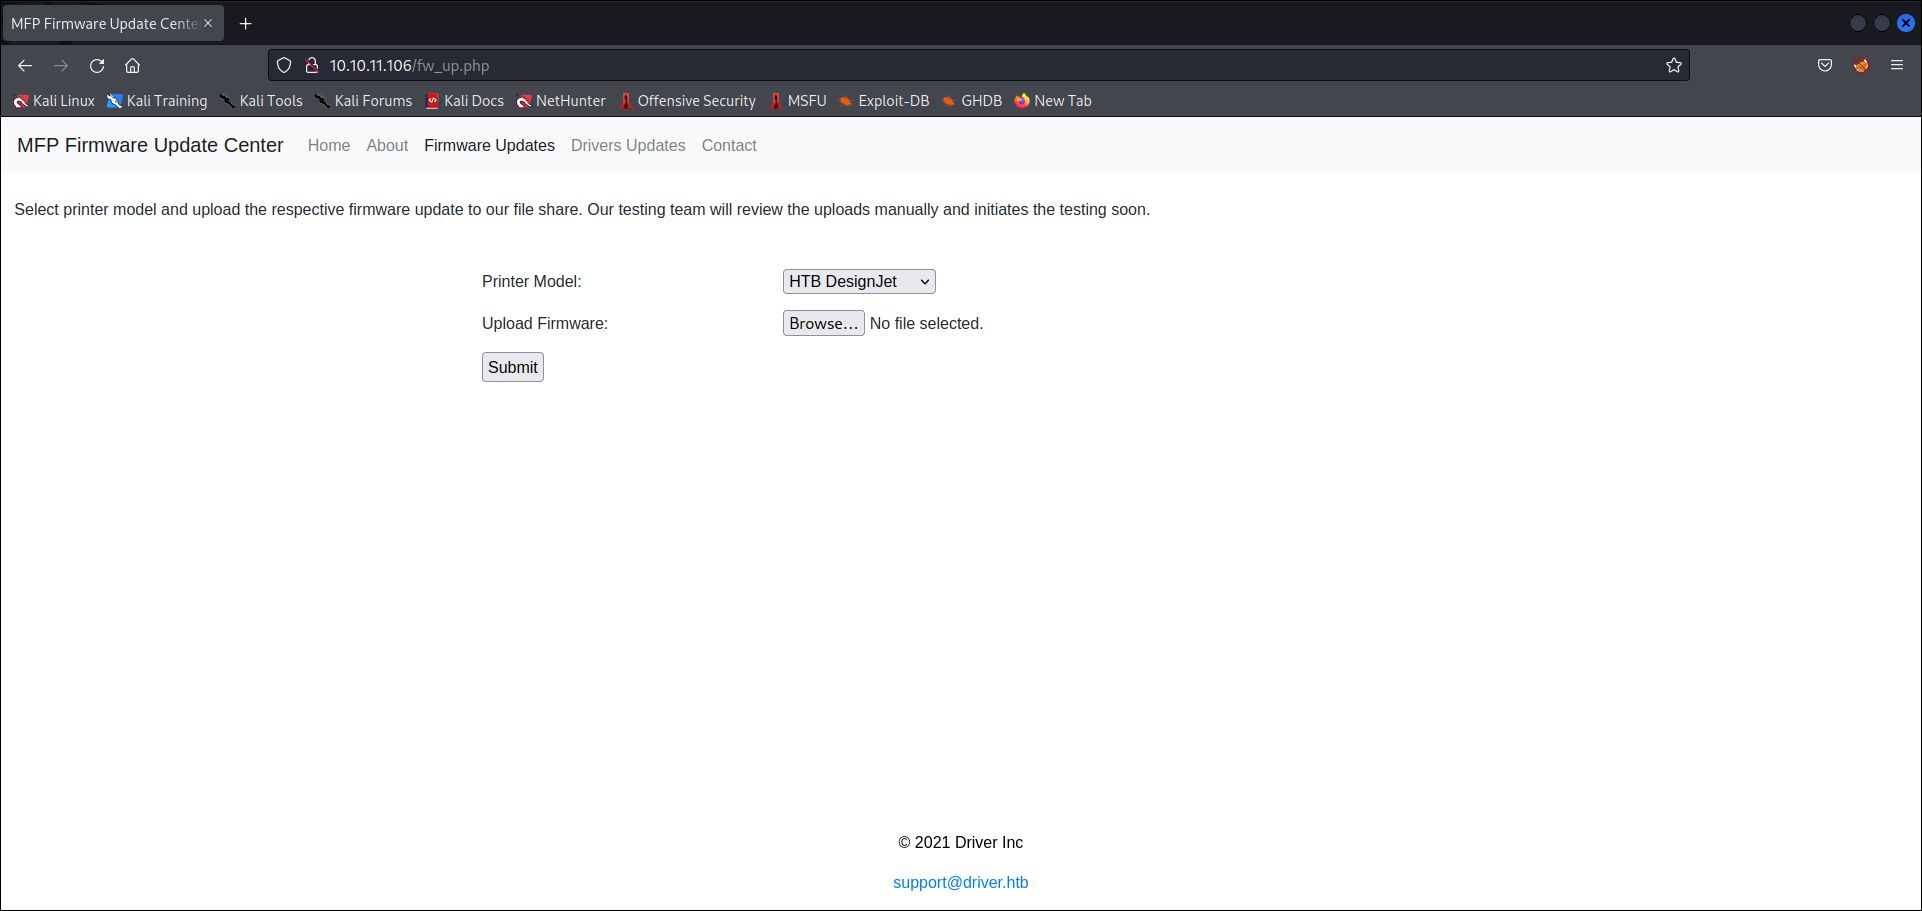 MFP Firmware Update Cente
10.10.11.106/fw_up.php
Kali Linux Kali Training Kali Tools Kali Forums Kali Docs NetHunter Offensive Security MSFU Exploit-DB GHDB New Tab
MFP Firmware Update Center Home About Firmware Updates Drivers Updates Contact
Select printer model and upload the respective firmware update to our file share. Our testing team will review the uploads manually and initiates the testing soon.
Printer Model: HTB DesignJet
Upload Firmware: Browse... No file selected.
Submit
© 2021 Driver Inc
support@driver.htb